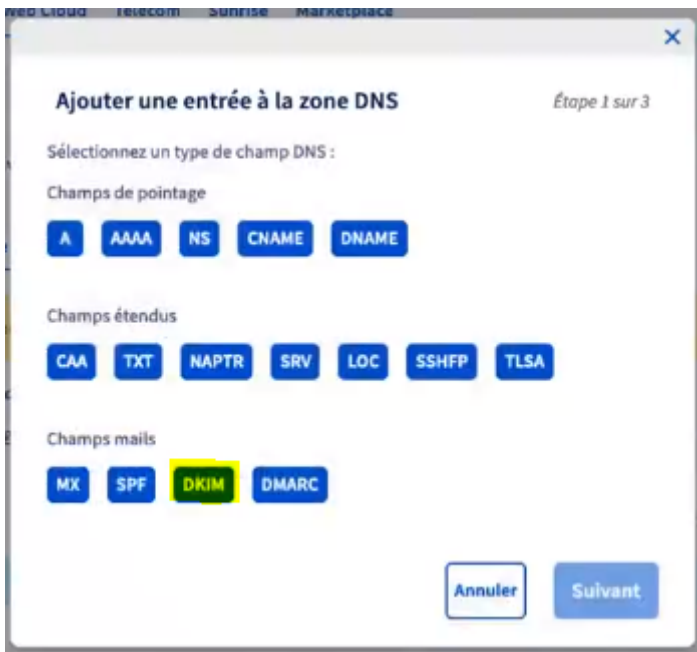 Web Cloud Telecom Sunrise Marketplace
Ajouter une entrée à la zone DNS
Étape 1 sur 3
Sélectionnez un type de champ DNS :
Champs de pointage
A AAAA NS CNAME DNAME
Champs étendus
CAA TXT NAPTR SRV LOC SSHFP TLSA
Champs mails
MX SPF DKIM DMARC
Annuler Suivant